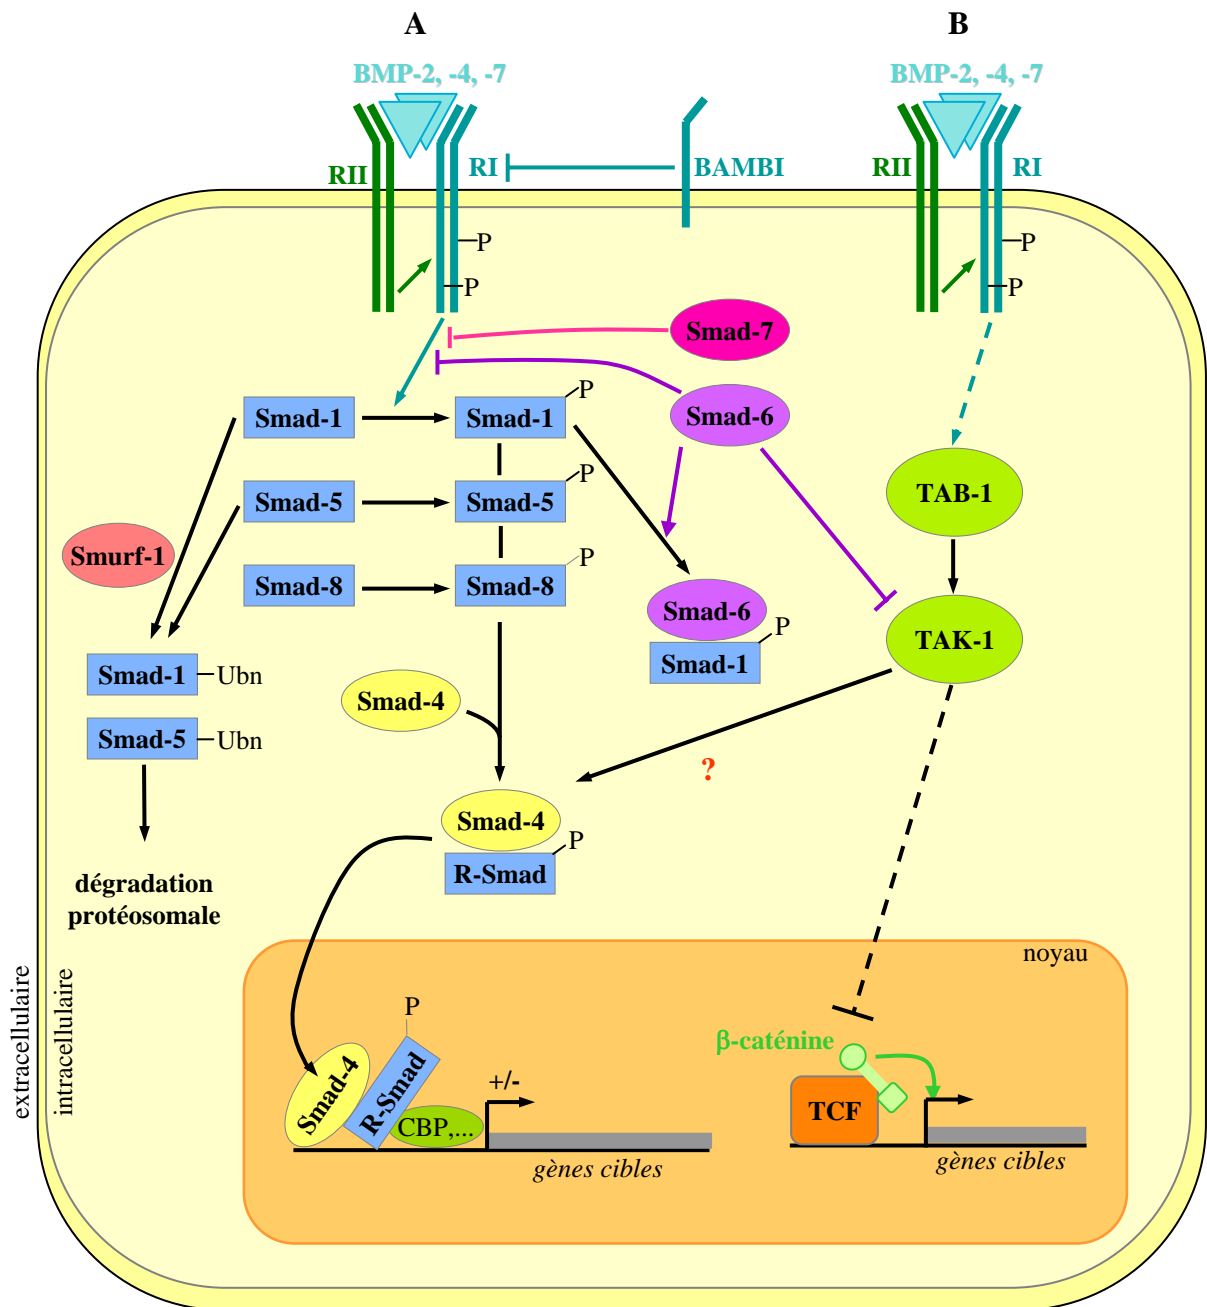 A
B
BMP-2, -4, -7
BMP-2, -4, -7
RII
RI
BAMBI
RII
RI
P
P
P
P
Smad-7
Smad-6
P
Smad-1
Smad-1
TAB-1
P
Smad-5
Smad-5
Smurf-1
P
Smad-8
Smad-8
Smad-6
P
Smad-1
TAK-1
Smad-1
Ubn
Smad-5
Ubn
Smad-4
?
Smad-4
P
R-Smad
dégradation
protéosomale
extracellulaire
intracellulaire
noyau
P
Smad-4
R-Smad
CBP,...
+/-
gènes cibles
β-caténine
TCF
gènes cibles